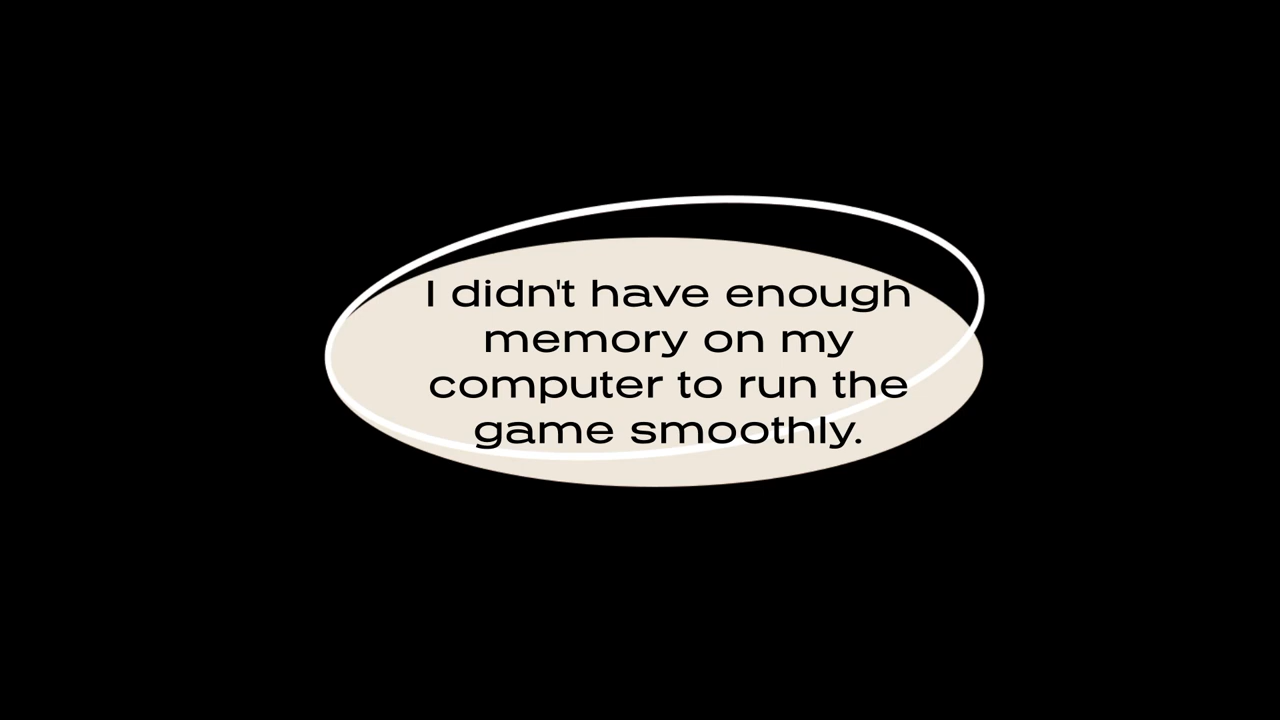 I didn't have enough
memory on my
computer to run the
game smoothly.